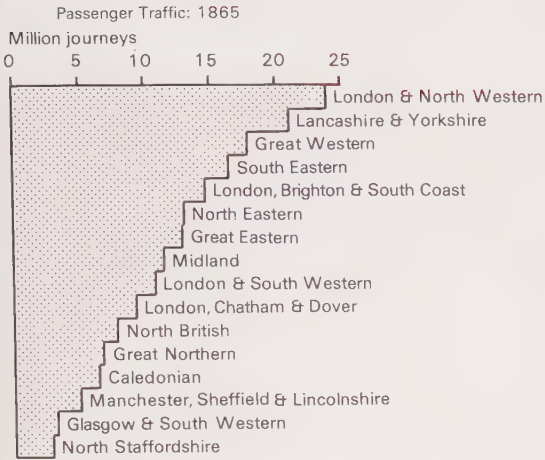 Passenger Traffic: 1865
Million journeys
0 5 10 15 20 25
London & North Western
Lancashire & Yorkshire
Great Western
South Eastern
London, Brighton & South Coast
North Eastern
Great Eastern
Midland
London & South Western
London, Chatham & Dover
North British
Great Northern
Caledonian
Manchester, Sheffield & Lincolnshire
Glasgow & South Western
North Staffordshire